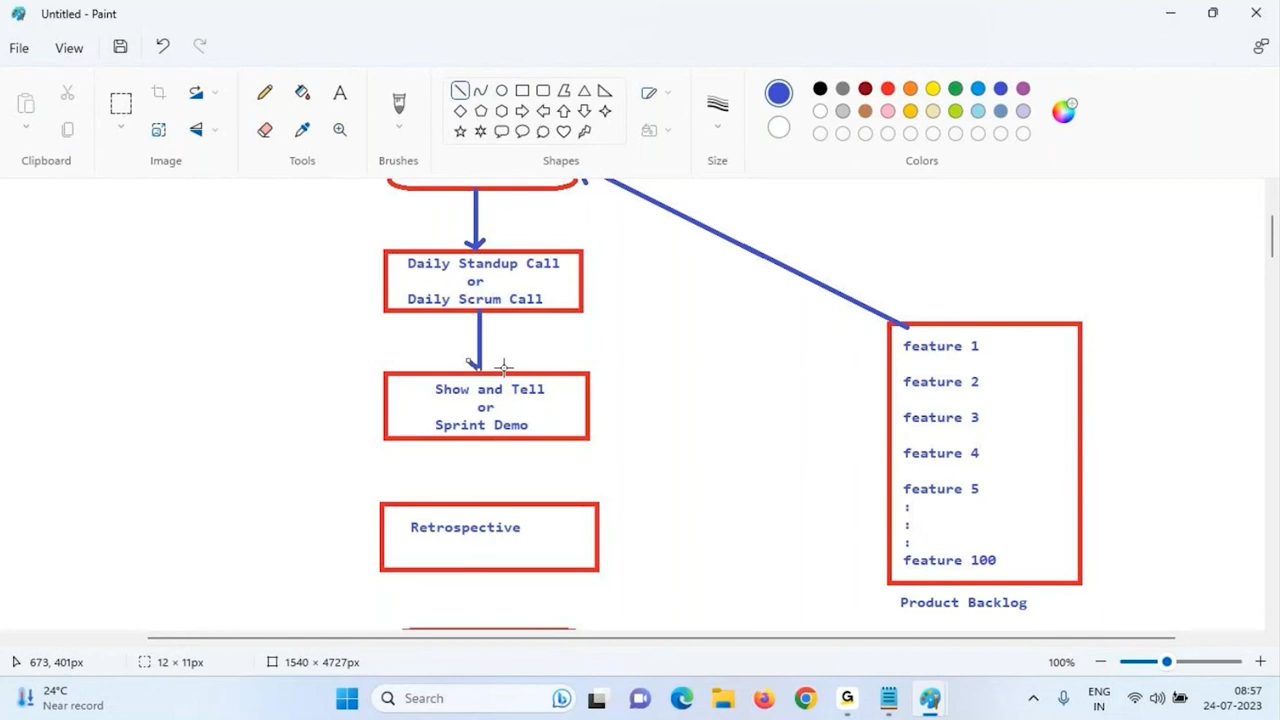 Untitled - Paint
File
View
Clipboard
Image
Tools
Brushes
Shapes
Size
Colors
A
Daily Standup Call
or
Daily Scrum Call
Show and Tell
or
Sprint Demo
Retrospective
feature 1
feature 2
feature 3
feature 4
feature 5
:
:
:
feature 100
Product Backlog
673, 401px
12 × 11px
1540 × 4727px
100%
24°C
Near record
Search
G
ENG
IN
08:57
24-07-2023